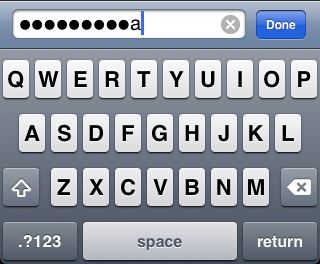 ●●●●●●●●●a Done
Q W E R T Y U I O P
A S D F G H J K L
Z X C V B N M
.?123 space return